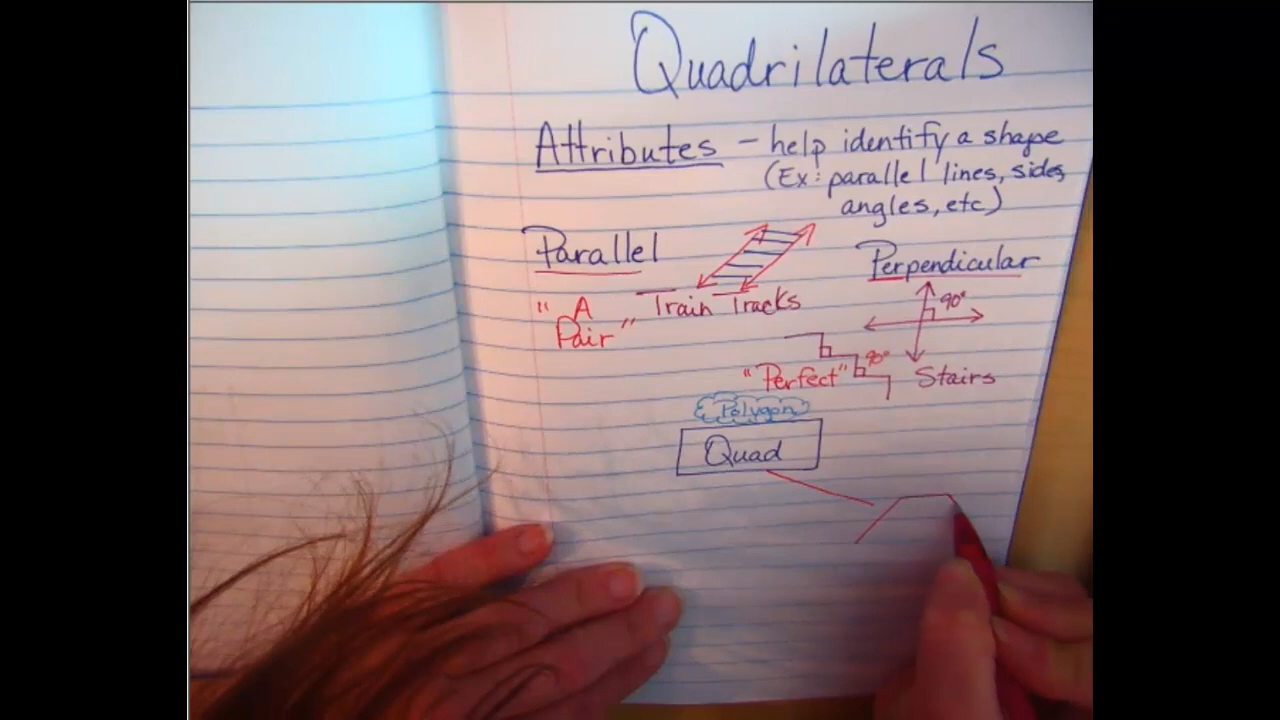 Quadrilaterals
Attributes - help identify a shape
(Ex: parallel lines, sides,
angles, etc)
Parallel
Perpendicular
90°
"A
Pair"
Train Tracks
90°
"Perfect"
Stairs
Polygon
Quad